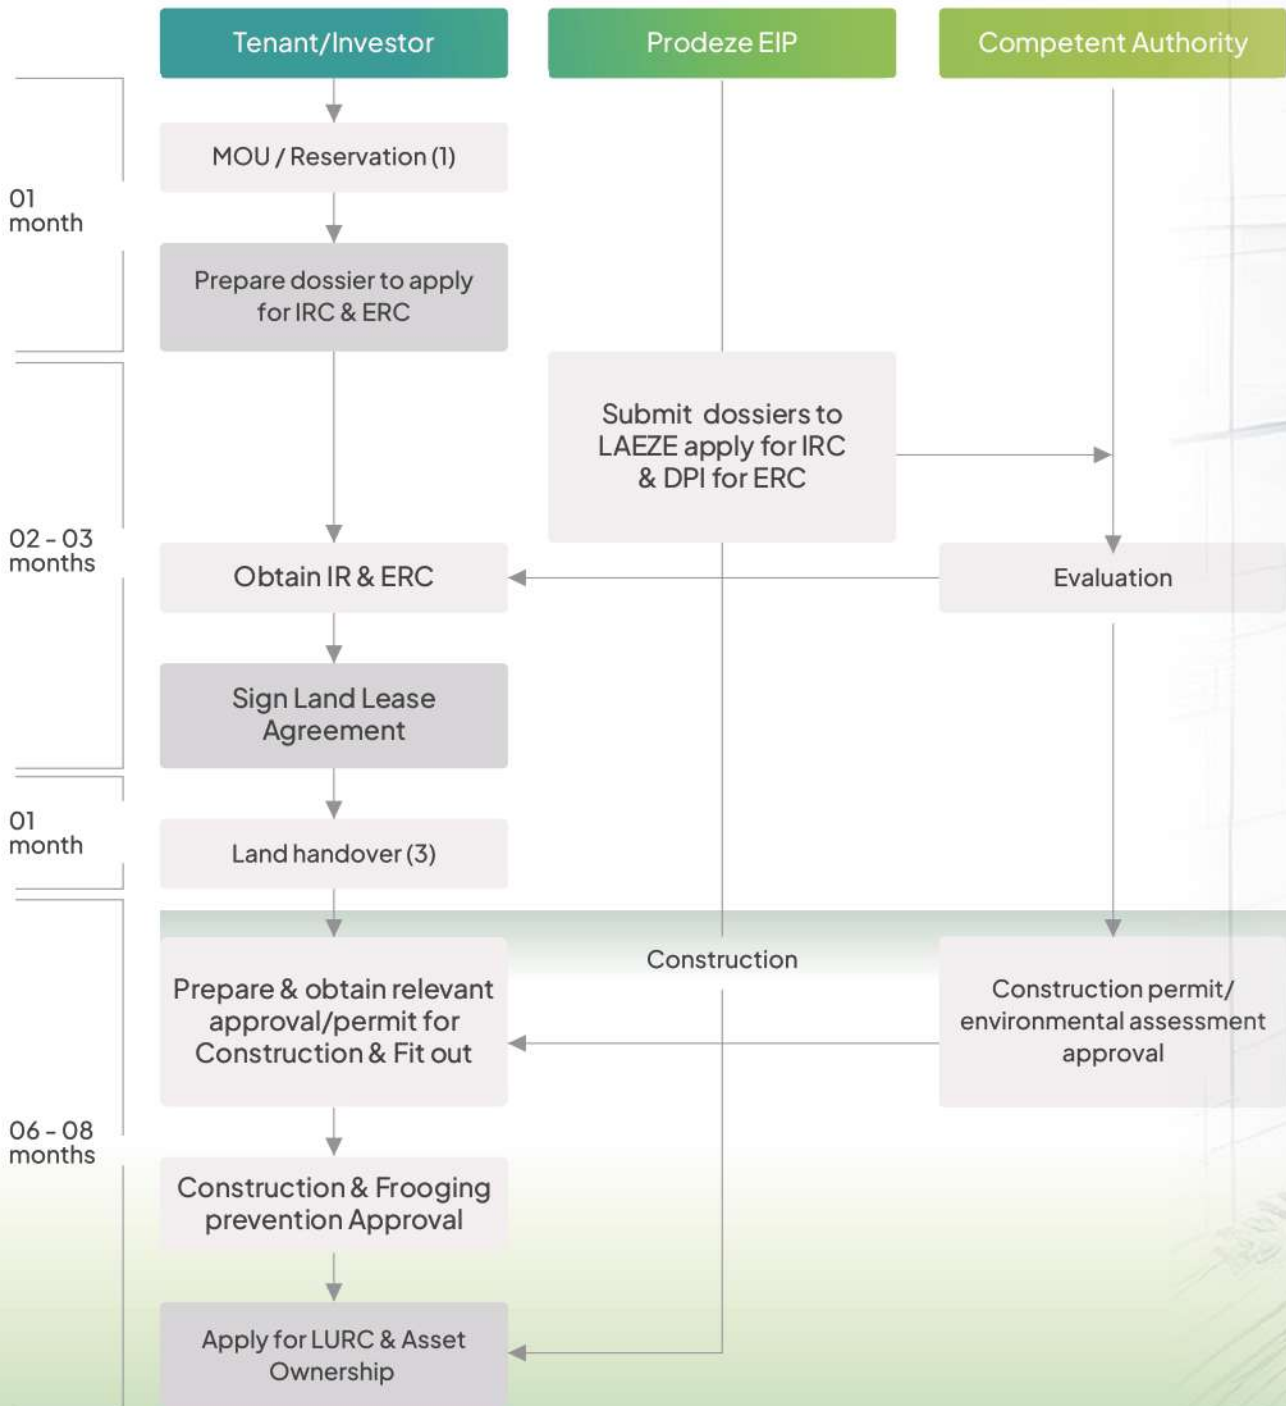 Tenant/Investor
Prodeze EIP
Competent Authority
01
month
MOU / Reservation (1)
Prepare dossier to apply
for IRC & ERC
02 - 03
months
Submit dossiers to
LAEZE apply for IRC
& DPI for ERC
Obtain IR & ERC
Evaluation
Sign Land Lease
Agreement
01
month
Land handover (3)
06 - 08
months
Prepare & obtain relevant
approval/permit for
Construction & Fit out
Construction
Construction permit/
environmental assessment
approval
Construction & Frooging
prevention Approval
Apply for LURC & Asset
Ownership